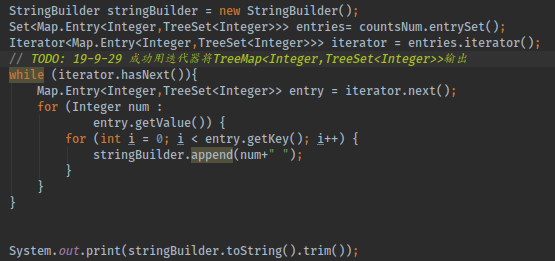 StringBuilder stringBuilder = new StringBuilder();
Set<Map.Entry<Integer,TreeSet<Integer>>> entries= countsNum.entrySet();
Iterator<Map.Entry<Integer,TreeSet<Integer>>> iterator = entries.iterator();
// TODO: 19-9-29 成功用迭代器将TreeMap<Integer,TreeSet<Integer>>输出
while (iterator.hasNext()){
    Map.Entry<Integer,TreeSet<Integer>> entry = iterator.next();
    for (Integer num :
            entry.getValue()) {
        for (int i = 0; i < entry.getKey(); i++) {
            stringBuilder.append(num+" ");
        }
    }
}
System.out.print(stringBuilder.toString().trim());